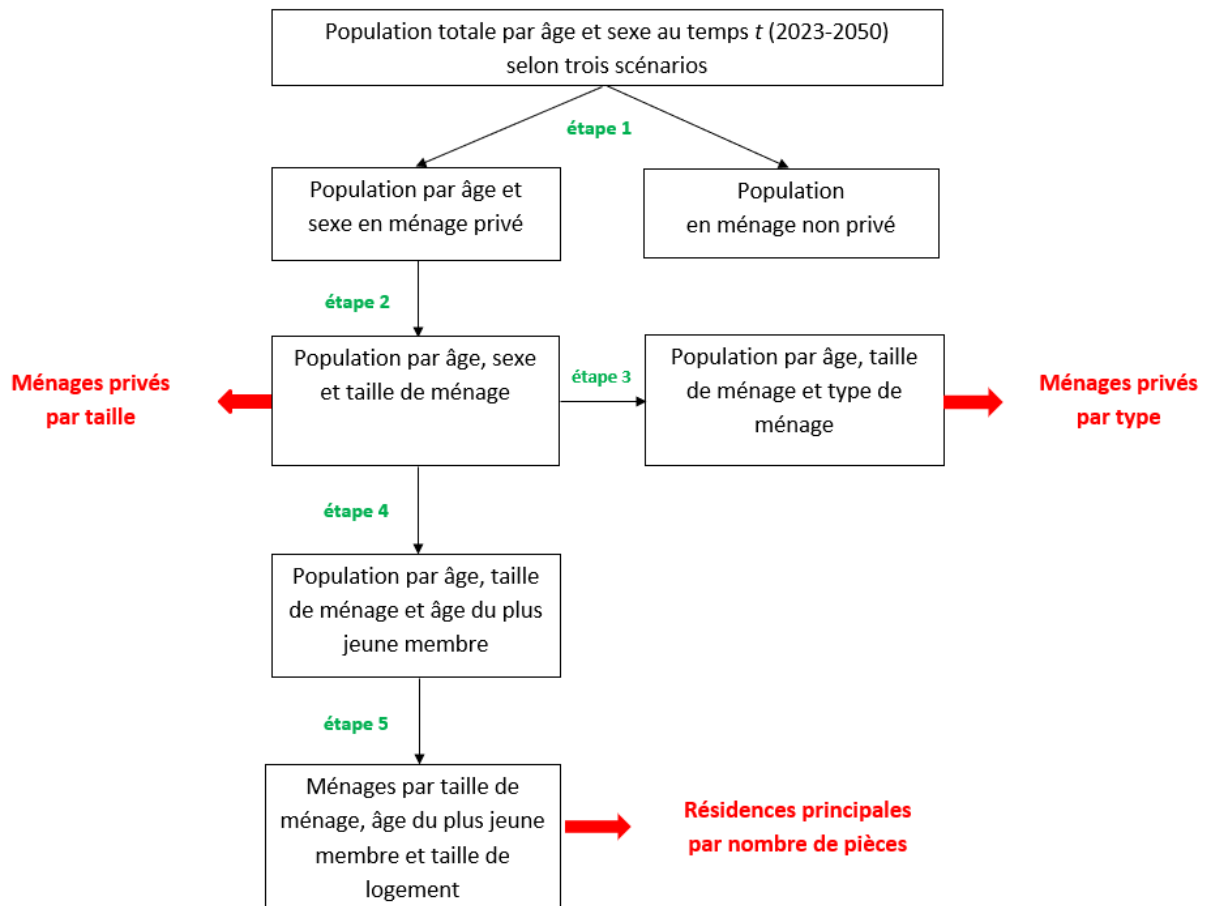 Population totale par âge et sexe au temps t (2023-2050)
selon trois scénarios
étape 1
Population par âge et
sexe en ménage privé
Population
en ménage non privé
étape 2
Ménages privés
par taille
Population par âge, sexe
et taille de ménage
étape 3
Population par âge, taille
de ménage et type de
ménage
Ménages privés
par type
étape 4
Population par âge, taille
de ménage et âge du plus
jeune membre
étape 5
Ménages par taille de
ménage, âge du plus jeune
membre et taille de
logement
Résidences principales
par nombre de pièces